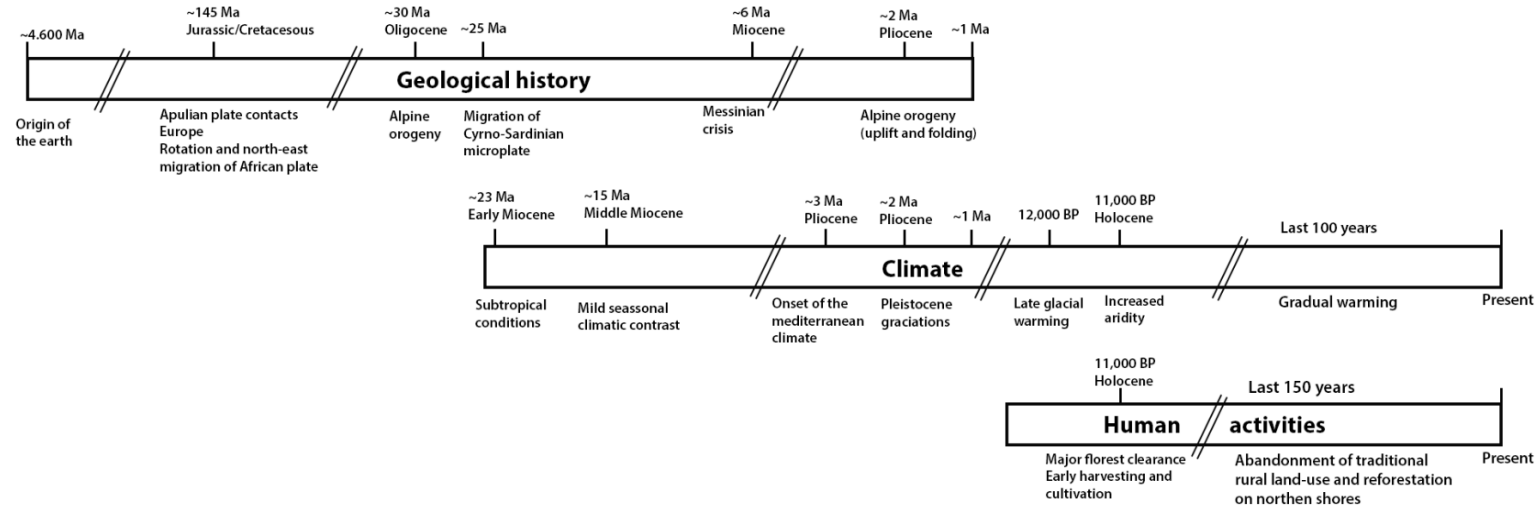 ~4.600 Ma
~145 Ma
Jurassic/Cretacesous
~30 Ma
Oligocene
~25 Ma
~6 Ma
Miocene
~2 Ma
Pliocene
~1 Ma
Geological history
Origin of
the earth
Apulian plate contacts
Europe
Rotation and north-east
migration of African plate
Alpine
orogeny
Migration of
Cyrno-Sardinian
microplate
Messinian
crisis
Alpine orogeny
(uplift and folding)
~23 Ma
Early Miocene
~15 Ma
Middle Miocene
~3 Ma
Pliocene
~2 Ma
Pliocene
~1 Ma
12,000 BP
11,000 BP
Holocene
Last 100 years
Climate
Subtropical
conditions
Mild seassonal
climatic contrast
Onset of the
mediterranean
climate
Pleistocene
graciations
Late glacial
warming
Increased
aridity
Gradual warming
Present
11,000 BP
Holocene
Last 150 years
Human activities
Major florest clearance
Early harvesting and
cultivation
Abandonment of traditional
rural land-use and reforestation
on northen shores
Present